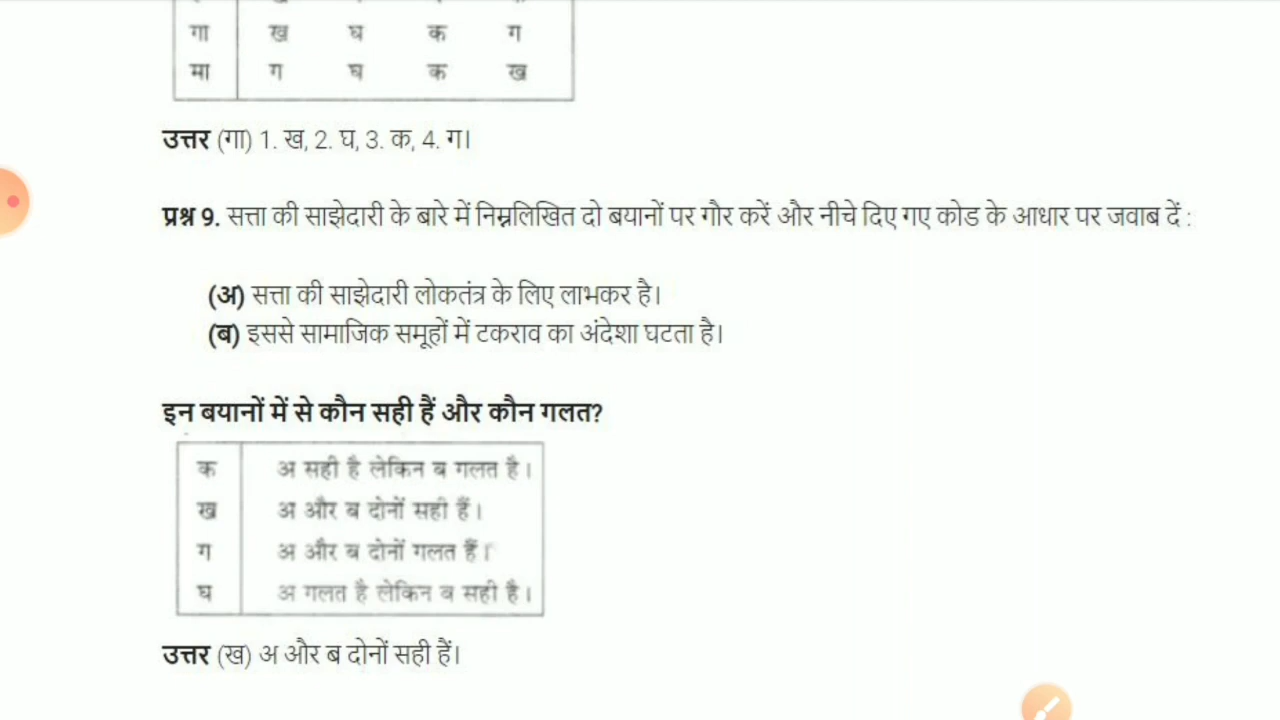 गा ख घ क ग
मा ग घ क ख
उत्तर (गा) 1. ख, 2. घ, 3. क, 4. ग।
प्रश्न 9. सत्ता की साझेदारी के बारे में निम्नलिखित दो बयानों पर गौर करें और नीचे दिए गए कोड के आधार पर जवाब दें :
(अ) सत्ता की साझेदारी लोकतंत्र के लिए लाभकर है।
(ब) इससे सामाजिक समूहों में टकराव का अंदेशा घटता है।
इन बयानों में से कौन सही हैं और कौन गलत?
क अ सही है लेकिन ब गलत है।
ख अ और ब दोनों सही हैं।
ग अ और ब दोनों गलत हैं।
घ अ गलत है लेकिन ब सही है।
उत्तर (ख) अ और ब दोनों सही हैं।